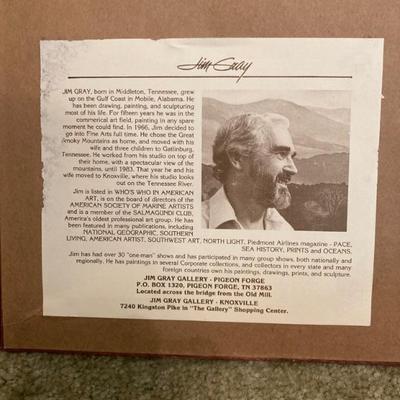 Jim Gray
JIM GRAY, born in Middleton, Tennessee, grew
up on the Gulf Coast in Mobile, Alabama. He
has been drawing, painting, and sculpturing
most of his life. For fifteen years he was in the
commerical art field, painting in any spare
moment he could find. In 1966, Jim decided to
go into Fine Arts full time. He chose the Great
Smoky Mountains as home, and moved with his
wife and three children to Gatlinburg,
Tennessee. He worked from his studio on top of
their home, with a spectacular view of the
mountains, until 1983. That year he and his
wife moved to Knoxville, where his studio looks
out on the Tennessee River.
Jim is listed in WHO'S WHO IN AMERICAN
ART, is on the board of directors of the
AMERICAN SOCIETY OF MARINE ARTISTS
and is a member of the SALMAGUNDI CLUB,
America's oldest professional art group. He has
been featured in many publications, including
NATIONAL GEOGRAPHIC, SOUTHERN
LIVING, AMERICAN ARTIST, SOUTHWEST ART, NORTH LIGHT, Piedmont Airlines magazine - PACE,
SEA HISTORY, PRINTS and OCEANS.
Jim has had over 30 "one-man" shows and has participated in many group shows, both nationally and
regionally. He has paintings in several Corporate collections, and collectors in every state and many
foreign countries own his paintings, drawings, prints, and sculpture.
JIM GRAY GALLERY - PIGEON FORGE
P.O. BOX 1320, PIGEON FORGE, TN 37863
Located across the bridge from the Old Mill.
JIM GRAY GALLERY - KNOXVILLE
7240 Kingston Pike in "The Gallery" Shopping Center.